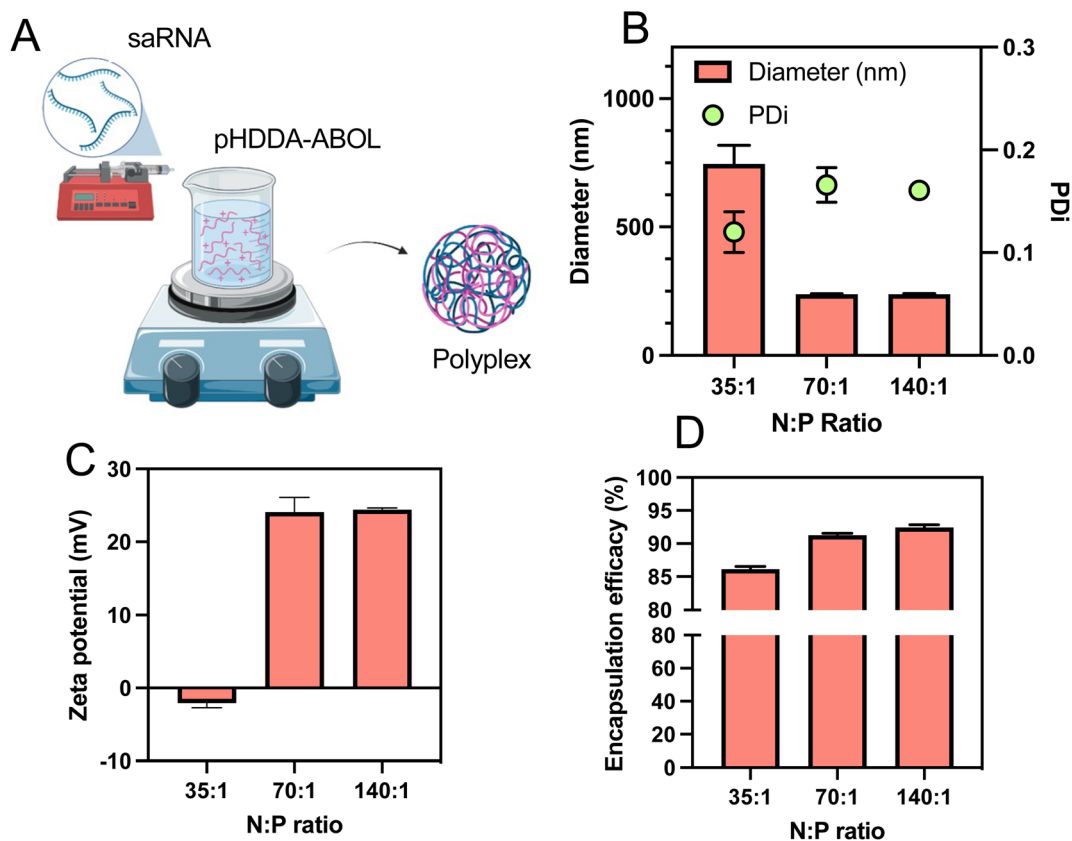 A
saRNA
pHDDA-ABOL
Polyplex
B
Diameter (nm)
PDi
1000
500
0
Diameter (nm)
0.3
0.2
0.1
0.0
PDi
35:1
70:1
140:1
N:P Ratio
C
30
20
10
0
-10
Zeta potential (mV)
35:1
70:1
140:1
N:P ratio
D
100
95
90
85
80
80
60
40
20
0
Encapsulation efficacy (%)
35:1
70:1
140:1
N:P ratio